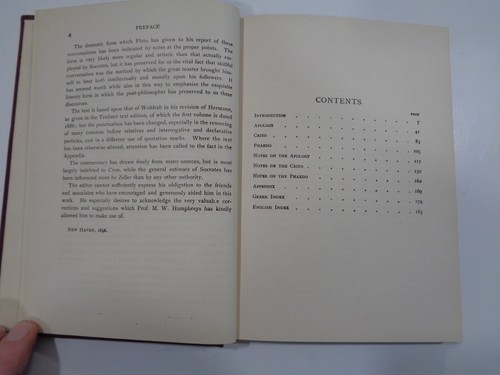 4 PREFACE
The dramatic form which Plato has given to his report of these
conversations has been indicated by notes at the proper points. The
form is very likely more regular and artistic than that actually em-
ployed by Socrates, but it has preserved for us the vital fact that skillful
conversation was the method by which the great master brought him-
self to bear both intellectually and morally upon his followers. It
has seemed worth while also in this way to emphasize the exquisite
literary form in which the poet-philosopher has preserved to us these
discourses.
The text is based upon that of Wohlrab in his revision of Hermann,
as given in the Teubner text edition, of which the first volume is dated
but the punctuation has been changed, especially in the removing
of many commas before relatives and interrogative and declarative
particles, and in a different use of quotation marks. Where the text
has been otherwise altered, attention has been called to the fact in the
Appendix.
The commentary has drawn freely from many sources, but is most
largely indebted to Cron, while the general estimate of Socrates has
been influenced more by Zeller than by any other authority.
The editor cannot sufficiently express his obligation to the friends
and associates who have encouraged and generously aided him in this
work. He especially desires to acknowledge the very valuable cor-
rections and suggestions which Prof. M. W. Humphreys has kindly
allowed him to make use of.
NEW HAVEN, 1896.
CONTENTS
PAGE
INTRODUCTION . . . . . . . . . . 7
APOLOGY . . . . . . . . . . 41
CRITO . . . . . . . . . . 85
PHAEDO . . . . . . . . . . 105
NOTES ON THE APOLOGY . . . . . . . . 117
NOTES ON THE CRITO . . . . . . . . 150
NOTES ON THE PHAEDO . . . . . . . . 162
APPENDIX . . . . . . . . . . 169
GREEK INDEX . . . . . . . . . . 179
ENGLISH INDEX . . . . . . . . . . 183